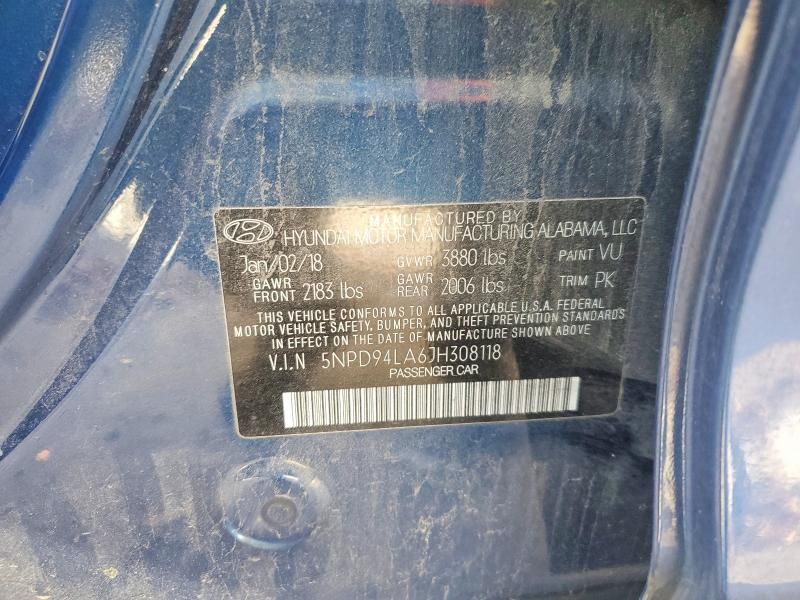 MANUFACTURED BY
HYUNDAI MOTOR MANUFACTURING ALABAMA, LLC
Jan/02/18 GVWR 3880 lbs PAINT VU
GAWR FRONT 2183 lbs GAWR REAR 2006 lbs TRIM PK
THIS VEHICLE CONFORMS TO ALL APPLICABLE U.S.A. FEDERAL
MOTOR VEHICLE SAFETY, BUMPER, AND THEFT PREVENTION STANDARDS
IN EFFECT ON THE DATE OF MANUFACTURE SHOWN ABOVE
V.I.N 5NPD94LA6JH308118
PASSENGER CAR